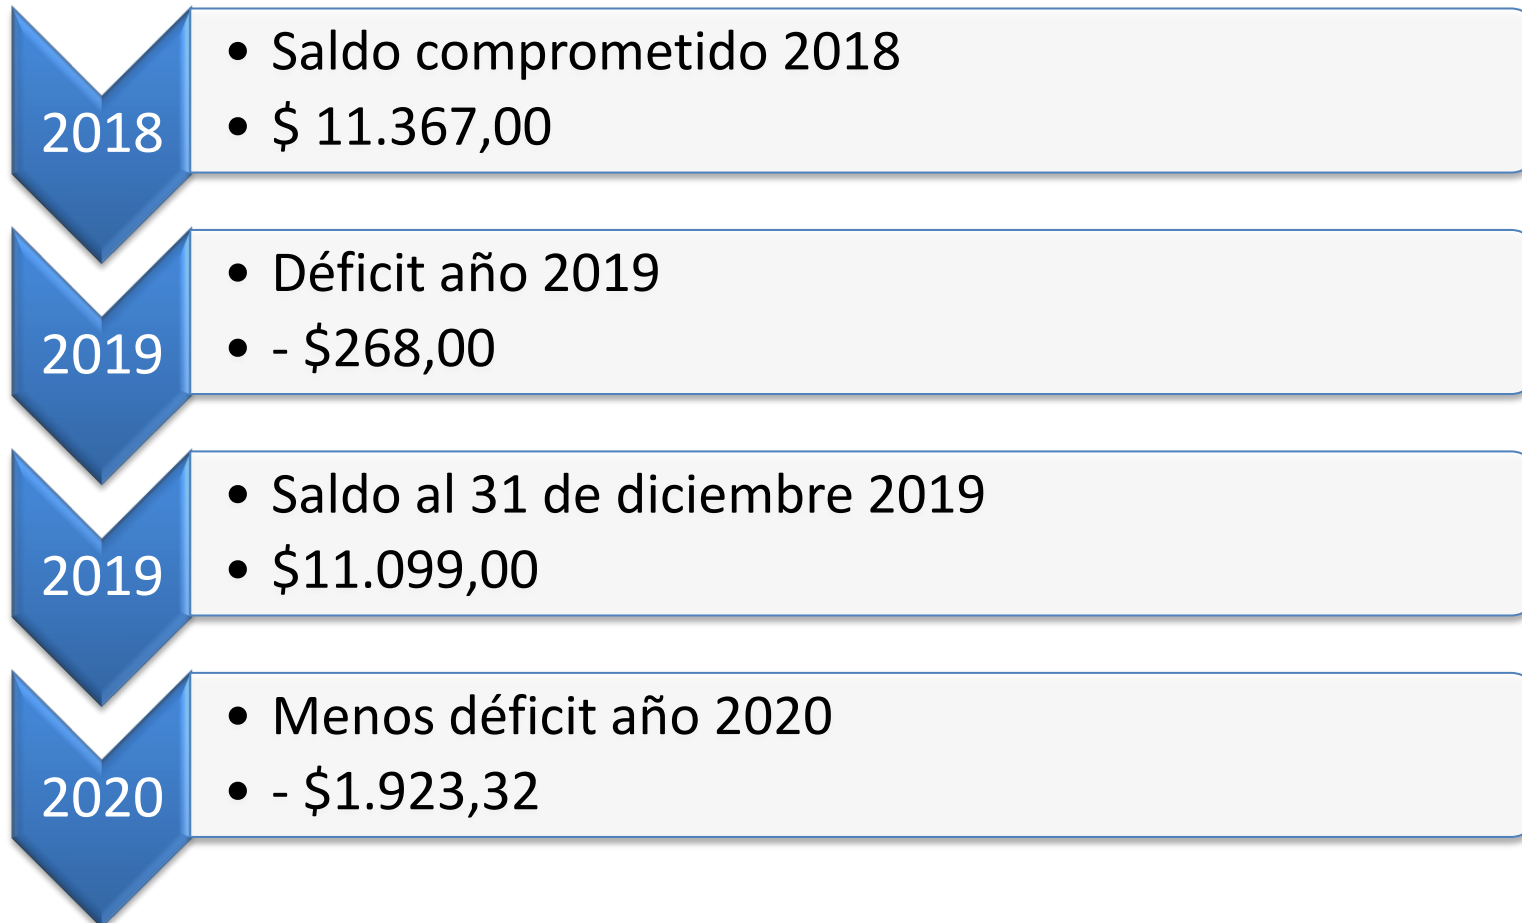 2018
• Saldo comprometido 2018
• $ 11.367,00
2019
• Déficit año 2019
• - $268,00
2019
• Saldo al 31 de diciembre 2019
• $11.099,00
2020
• Menos déficit año 2020
• - $1.923,32